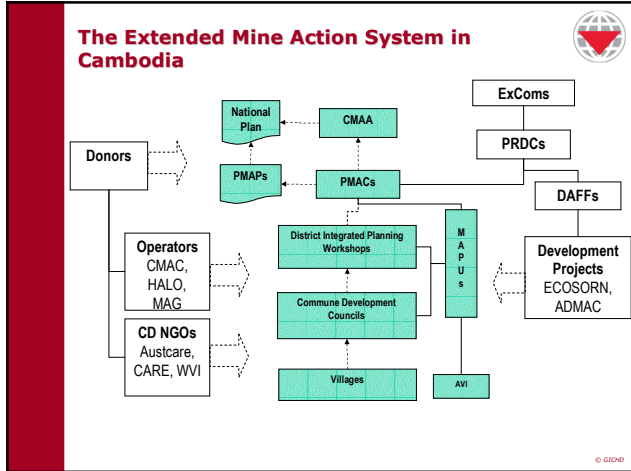 The Extended Mine Action System in
Cambodia
ExComs
National
Plan
CMAA
PRDCs
Donors
PMAPs
PMACs
DAFFs
District Integrated Planning
Workshops
M
A
P
U
s
Operators
CMAC,
HALO,
MAG
Development
Projects
ECOSORN,
ADMAC
Commune Development
Councils
CD NGOs
Austcare,
CARE, WVI
Villages
AVI
© GICHD